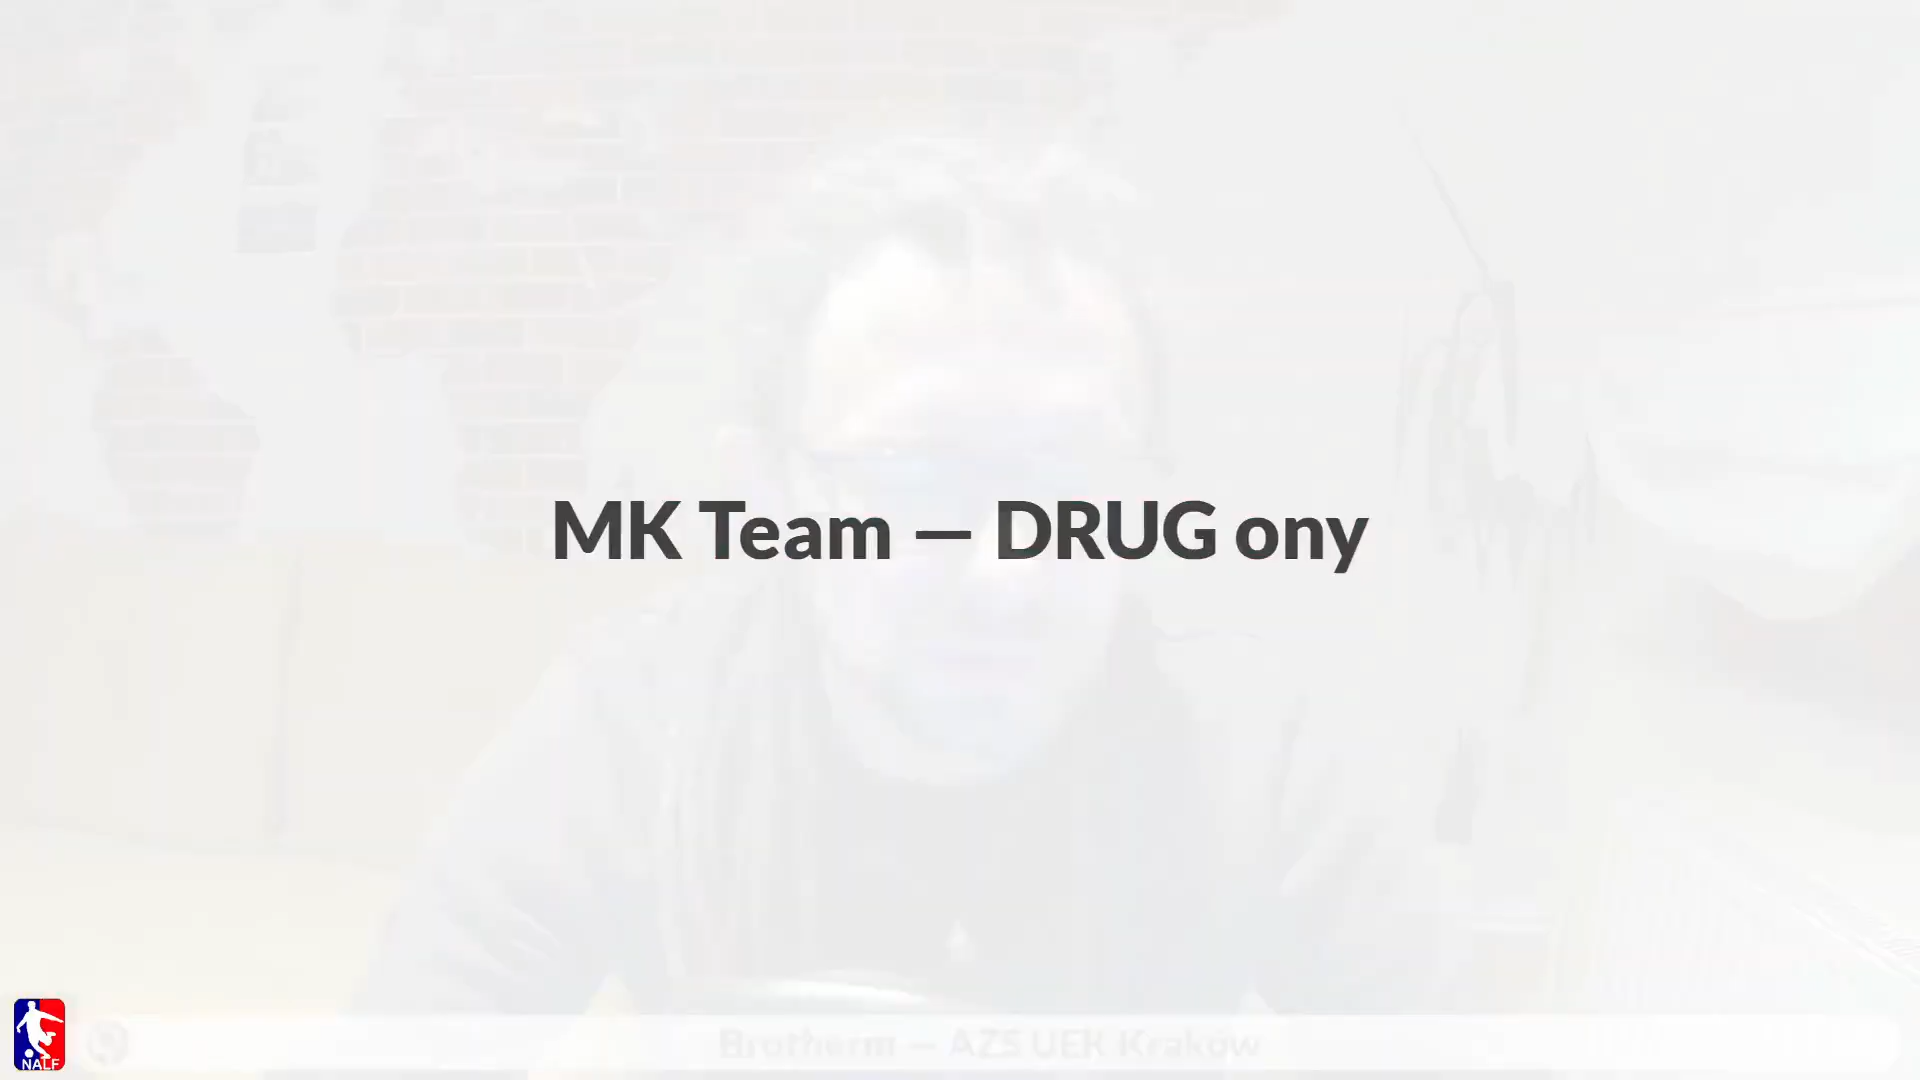 MK Team — DRUG ony
Brotherm — AZS UEK Kraków
NALF